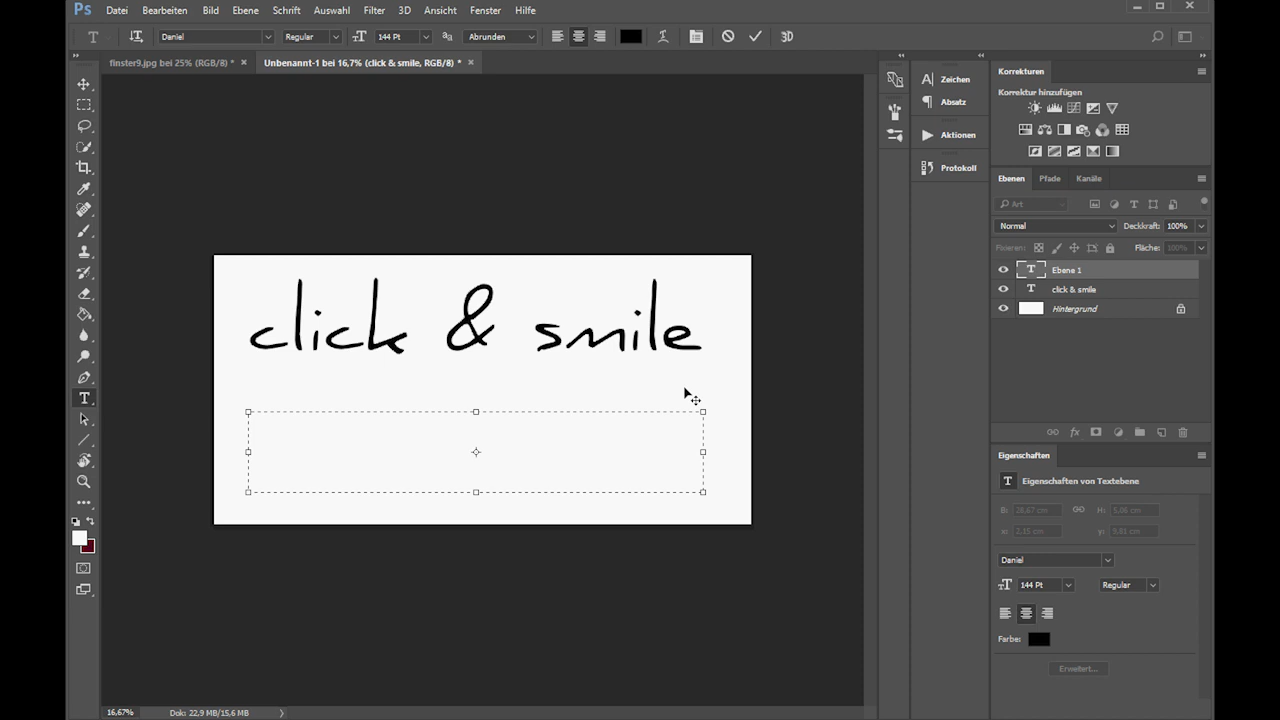 Ps Datei Bearbeiten Bild Ebene Schrift Auswahl Filter 3D Ansicht Fenster Hilfe
T Daniel Regular 144 Pt Abrunden 3D
finster9.jpg bei 25% (RGB/8) * Unbenannt-1 bei 16,7% (click & smile, RGB/8) *
Zeichen
Absatz
Aktionen
Protokoll
Korrekturen
Korrektur hinzufügen
Ebenen Pfade Kanäle
Art
Normal Deckkraft: 100%
Fixieren: Fläche: 100%
T Ebene 1
T click & smile
Hintergrund
click & smile
Eigenschaften
T Eigenschaften von Textebene
B: 28,67 cm H: 5,06 cm
x: 2,15 cm y: 9,81 cm
Daniel
144 Pt Regular
Farbe:
Erweitert...
16,67% Dok: 22,9 MB/15,6 MB